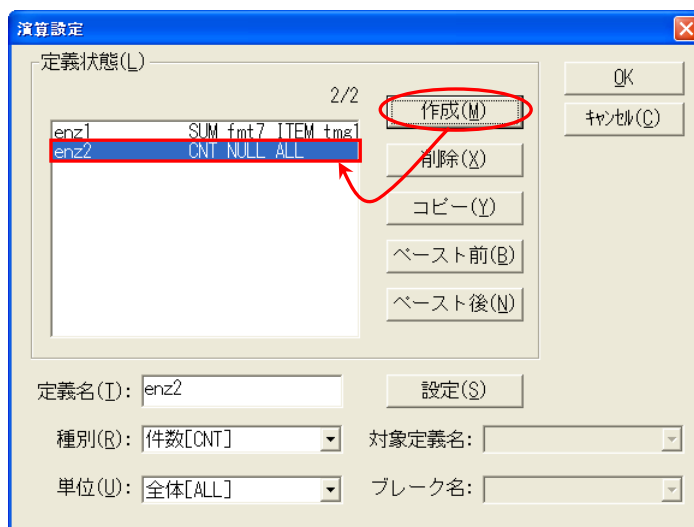 演算設定
定義状態(L)
2/2
enz1 SUM fmt7 ITEM tmg1
enz2 CNT NULL ALL
作成(M)
削除(X)
コピー(Y)
ペースト前(B)
ペースト後(N)
OK
ｷｬﾝｾﾙ(C)
定義名(T): enz2
設定(S)
種別(R): 件数[CNT]
対象定義名:
単位(U): 全体[ALL]
ブレーク名: